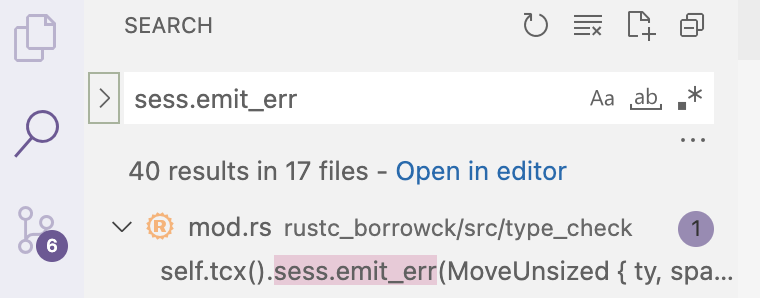 SEARCH
sess.emit_err
Aa ab .*
...
40 results in 17 files - Open in editor
mod.rs rustc_borrowck/src/type_check 1
6
self.tcx().sess.emit_err(MoveUnsized { ty, spa...